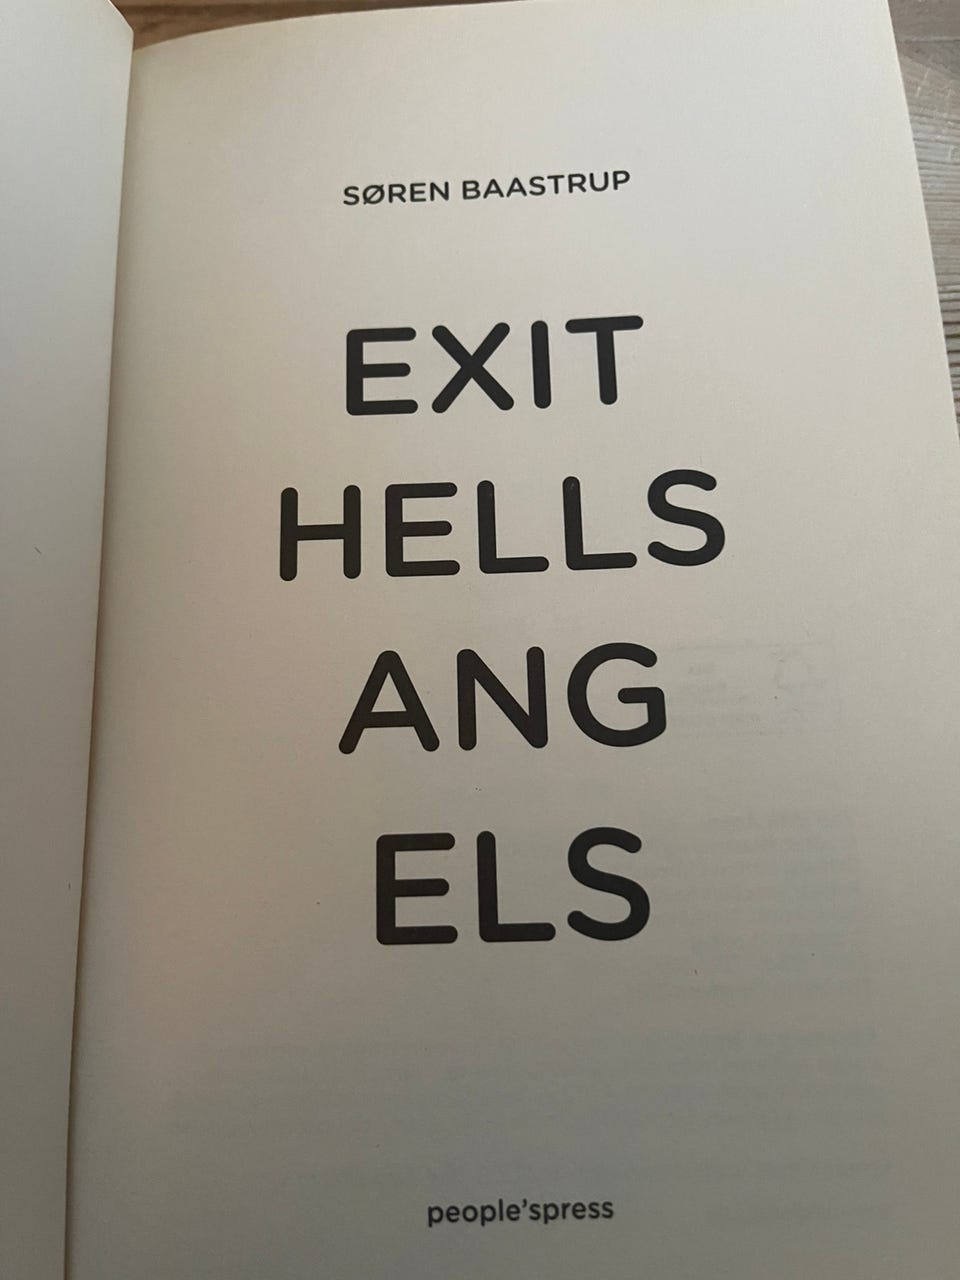 SØREN BAASTRUP
EXIT
HELLS
ANG
ELS
people'spress